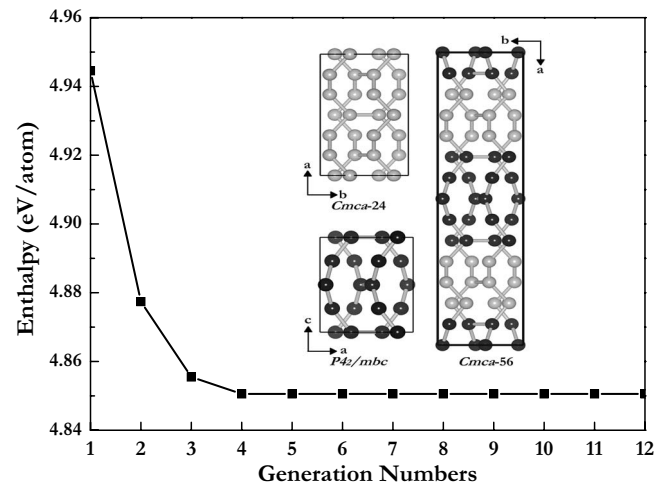 4.96
4.94
4.92
4.90
4.88
4.86
4.84
Enthalpy (eV/atom)
1 2 3 4 5 6 7 8 9 10 11 12
Generation Numbers
a
b
Cmca-24
c
a
P4₂/mbc
b
a
Cmca-56